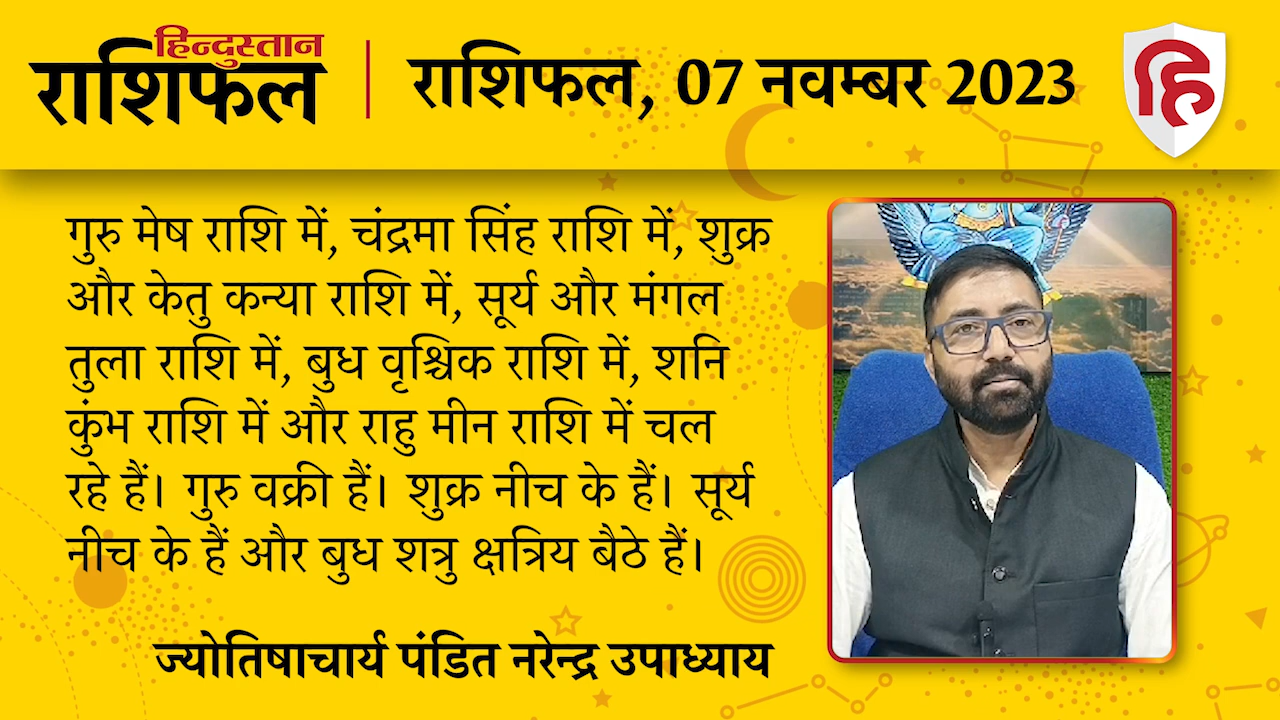 हिन्दुस्तान
राशिफल
राशिफल, 07 नवम्बर 2023
हि
गुरु मेष राशि में, चंद्रमा सिंह राशि में, शुक्र
और केतु कन्या राशि में, सूर्य और मंगल
तुला राशि में, बुध वृश्चिक राशि में, शनि
कुंभ राशि में और राहु मीन राशि में चल
रहे हैं। गुरु वक्री हैं। शुक्र नीच के हैं। सूर्य
नीच के हैं और बुध शत्रु क्षत्रिय बैठे हैं।
ज्योतिषाचार्य पंडित नरेन्द्र उपाध्याय